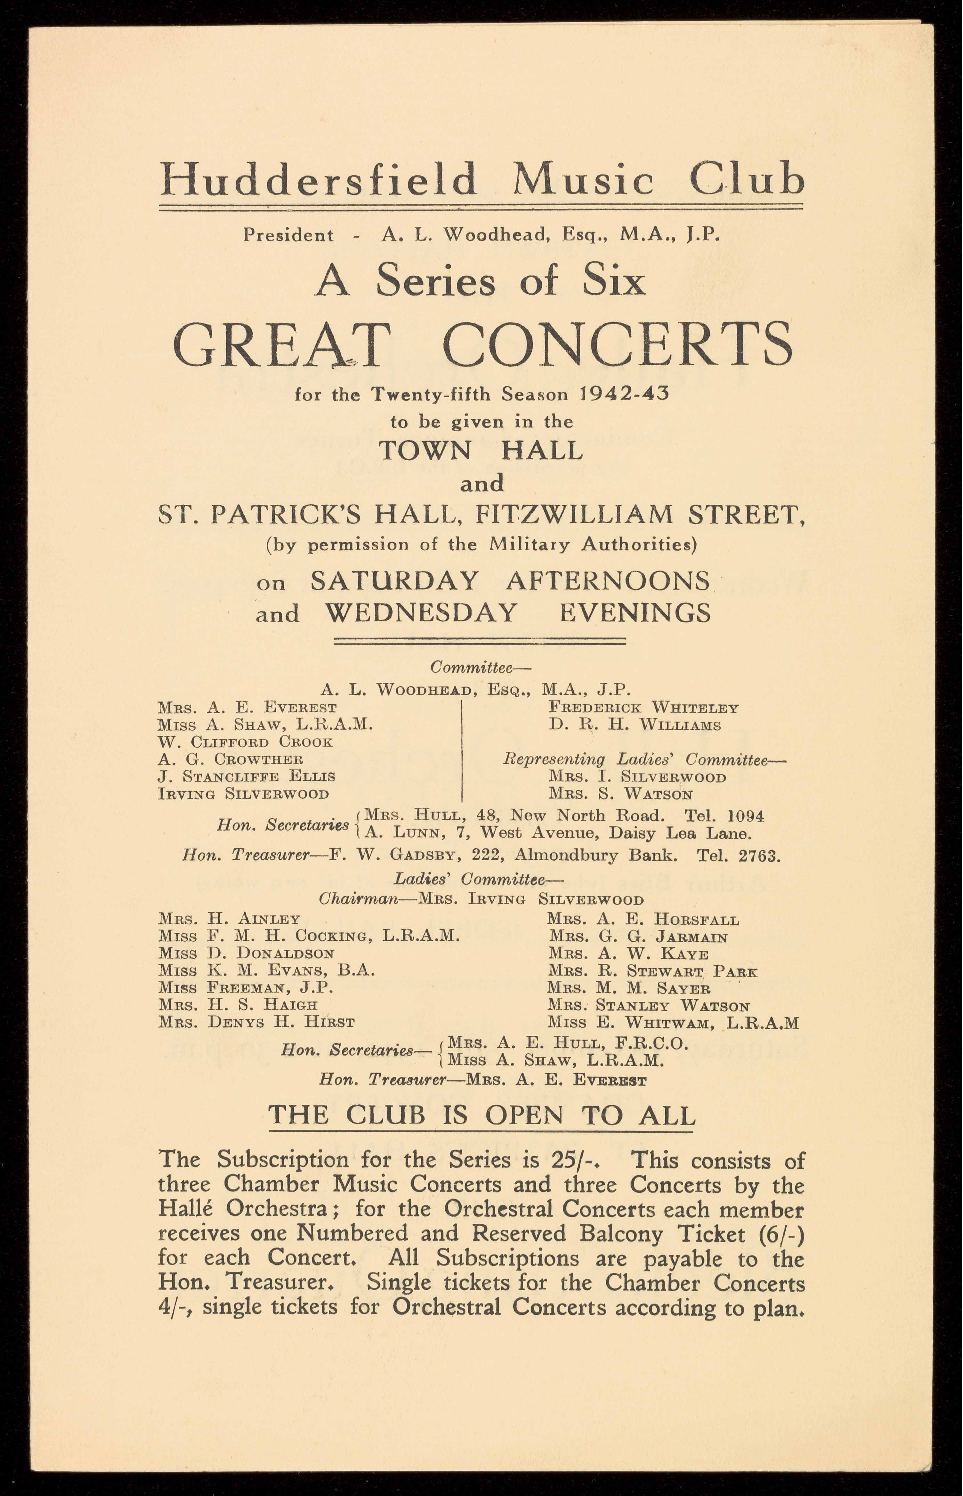 Huddersfield Music Club
President - A. L. Woodhead, Esq., M.A., J.P.
A Series of Six
GREAT CONCERTS
for the Twenty-fifth Season 1942-43
to be given in the
TOWN HALL
and
ST. PATRICK'S HALL, FITZWILLIAM STREET,
(by permission of the Military Authorities)
on SATURDAY AFTERNOONS
and WEDNESDAY EVENINGS
Committee—
A. L. WOODHEAD, ESQ., M.A., J.P.
MRS. A. E. EVEREST
MISS A. SHAW, L.R.A.M.
W. CLIFFORD CROOK
A. G. CROWTHER
J. STANCLIFFE ELLIS
IRVING SILVERWOOD
FREDERICK WHITELEY
D. R. H. WILLIAMS
Representing Ladies' Committee—
MRS. I. SILVERWOOD
MRS. S. WATSON
Hon. Secretaries { MRS. HULL, 48, New North Road. Tel. 1094
A. LUNN, 7, West Avenue, Daisy Lea Lane.
Hon. Treasurer—F. W. GADSBY, 222, Almondbury Bank. Tel. 2763.
Ladies' Committee—
Chairman—MRS. IRVING SILVERWOOD
MRS. H. AINLEY
MISS F. M. H. COCKING, L.R.A.M.
MISS D. DONALDSON
MISS K. M. EVANS, B.A.
MISS FREEMAN, J.P.
MRS. H. S. HAIGH
MRS. DENYS H. HIRST
MRS. A. E. HORSFALL
MRS. G. G. JARMAIN
MRS. A. W. KAYE
MRS. R. STEWART PARK
MRS. M. M. SAYER
MRS. STANLEY WATSON
MISS E. WHITWAM, L.R.A.M
Hon. Secretaries— { MRS. A. E. HULL, F.R.C.O.
MISS A. SHAW, L.R.A.M.
Hon. Treasurer—MRS. A. E. EVEREST
THE CLUB IS OPEN TO ALL
The Subscription for the Series is 25/-. This consists of
three Chamber Music Concerts and three Concerts by the
Hallé Orchestra; for the Orchestral Concerts each member
receives one Numbered and Reserved Balcony Ticket (6/-)
for each Concert. All Subscriptions are payable to the
Hon. Treasurer. Single tickets for the Chamber Concerts
4/-, single tickets for Orchestral Concerts according to plan.